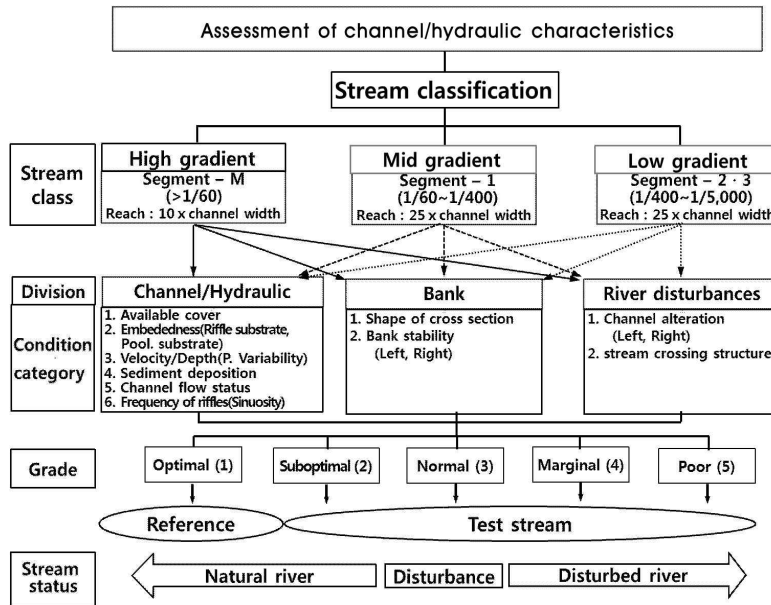 Assessment of channel/hydraulic characteristics
Stream classification
Stream
class
High gradient
Segment – M
(>1/60)
Reach : 10 x channel width
Mid gradient
Segment – 1
(1/60~1/400)
Reach : 25 x channel width
Low gradient
Segment – 2 · 3
(1/400~1/5,000)
Reach : 25 x channel width
Division
Condition
category
Channel/Hydraulic
1. Available cover
2. Embededness(Riffle substrate,
Pool. substrate)
3. Velocity/Depth(P. Variability)
4. Sediment deposition
5. Channel flow status
6. Frequency of riffles(Sinuosity)
Bank
1. Shape of cross section
2. Bank stability
(Left, Right)
River disturbances
1. Channel alteration
(Left, Right)
2. stream crossing structure
Grade
Optimal (1)
Suboptimal (2)
Normal (3)
Marginal (4)
Poor (5)
Reference
Test stream
Stream
status
Natural river
Disturbance
Disturbed river